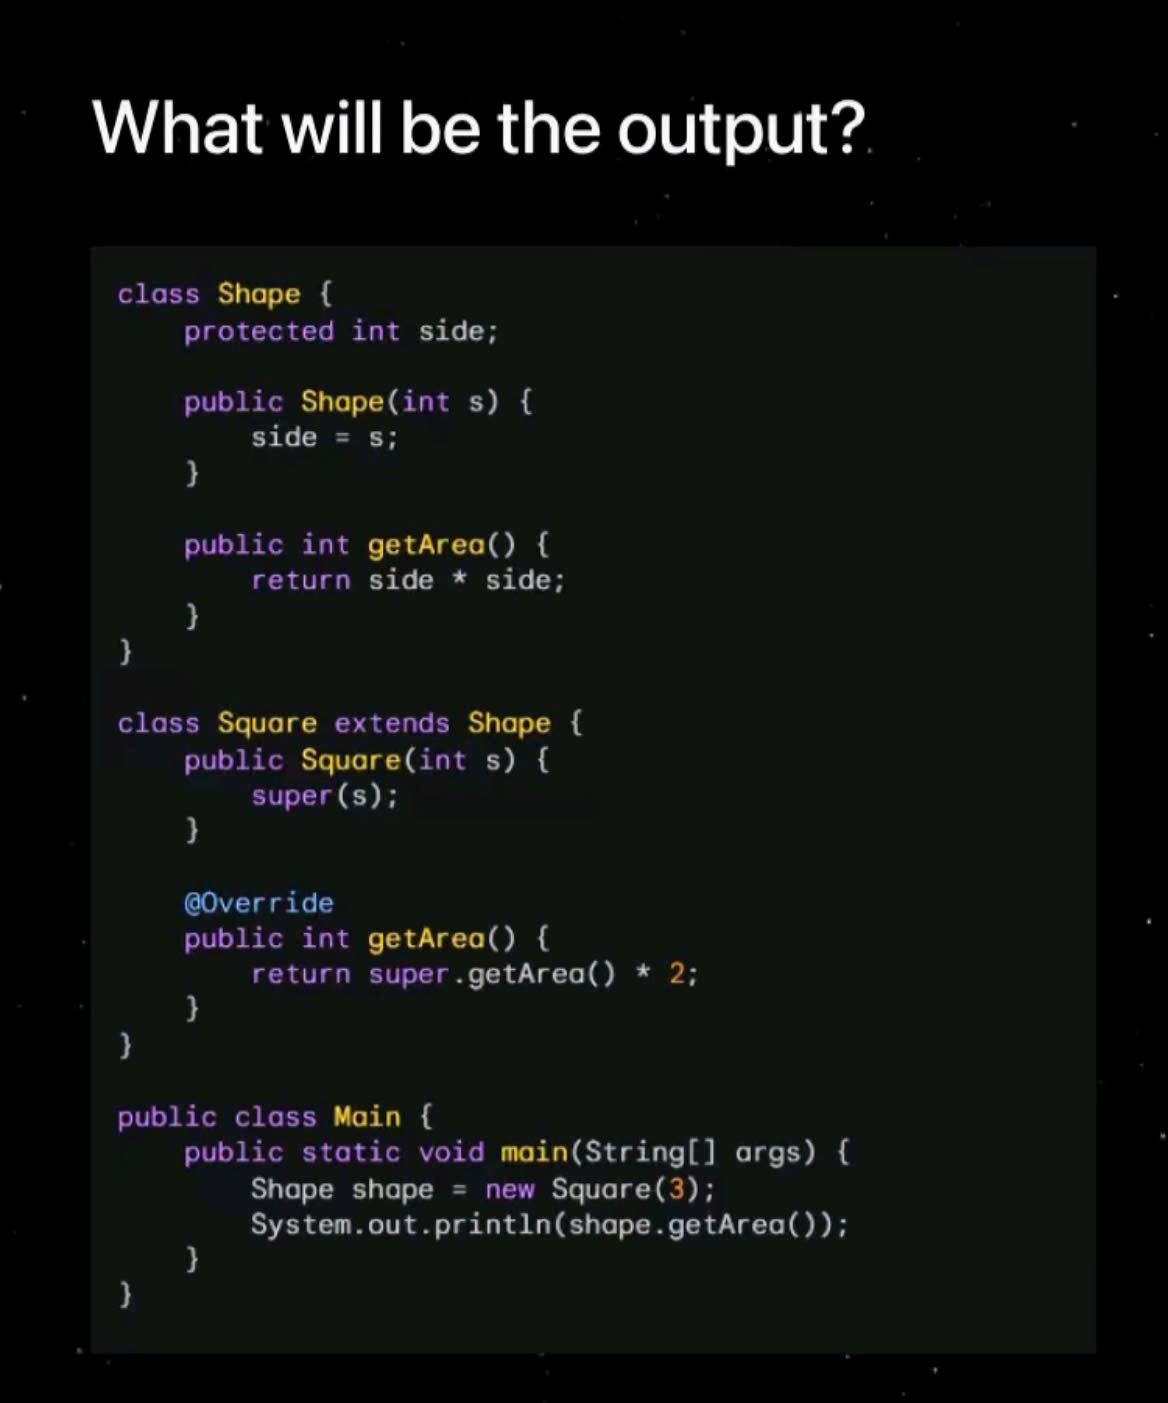 What will be the output?
class Shape {
    protected int side;
    public Shape(int s) {
        side = s;
    }
    public int getArea() {
        return side * side;
    }
}
class Square extends Shape {
    public Square(int s) {
        super(s);
    }
    @Override
    public int getArea() {
        return super.getArea() * 2;
    }
}
public class Main {
    public static void main(String[] args) {
        Shape shape = new Square(3);
        System.out.println(shape.getArea());
    }
}